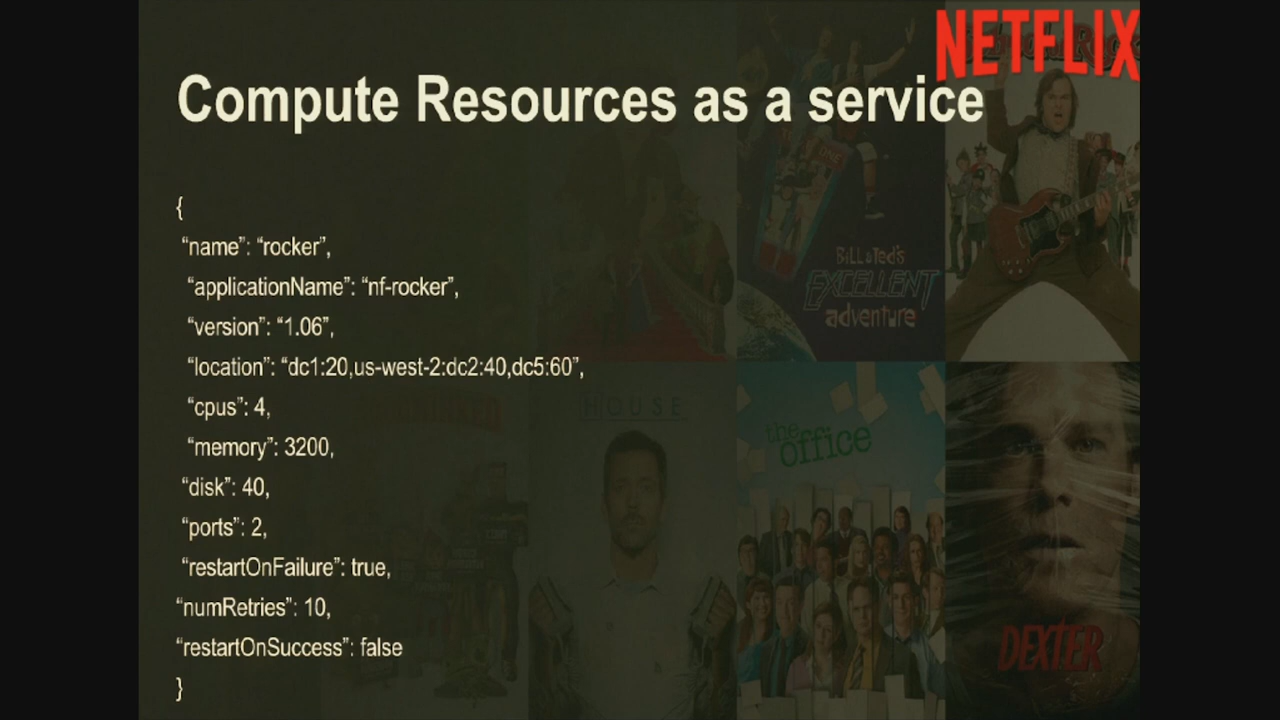 NETFLIX
Compute Resources as a service
{
“name”: “rocker”,
“applicationName”: “nf-rocker”,
“version”: “1.06”,
“location”: “dc1:20,us-west-2:dc2:40,dc5:60”,
“cpus”: 4,
“memory”: 3200,
“disk”: 40,
“ports”: 2,
“restartOnFailure”: true,
“numRetries”: 10,
“restartOnSuccess”: false
}
BiLL & Ted's
EXCELLENT
adventure
HOUSE
the
office
DEXTER